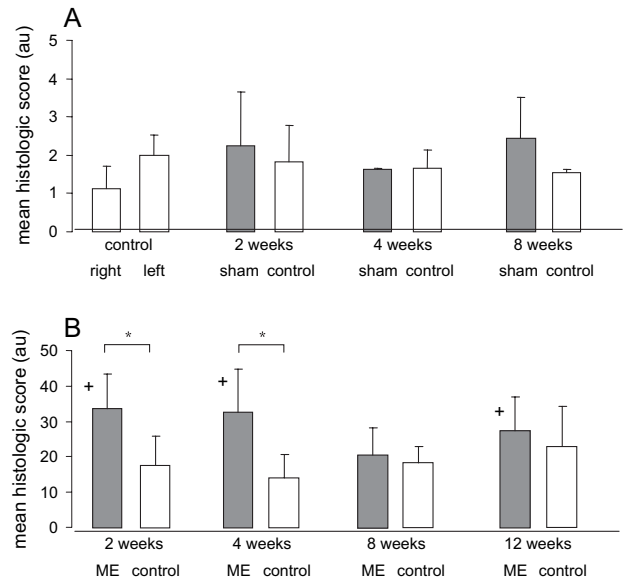 A
mean histologic score (au)
5
4
3
2
1
0
control 2 weeks 4 weeks 8 weeks
right left sham control sham control sham control
B
mean histologic score (au)
50
40
30
20
10
0
* *
+ + +
2 weeks 4 weeks 8 weeks 12 weeks
ME control ME control ME control ME control